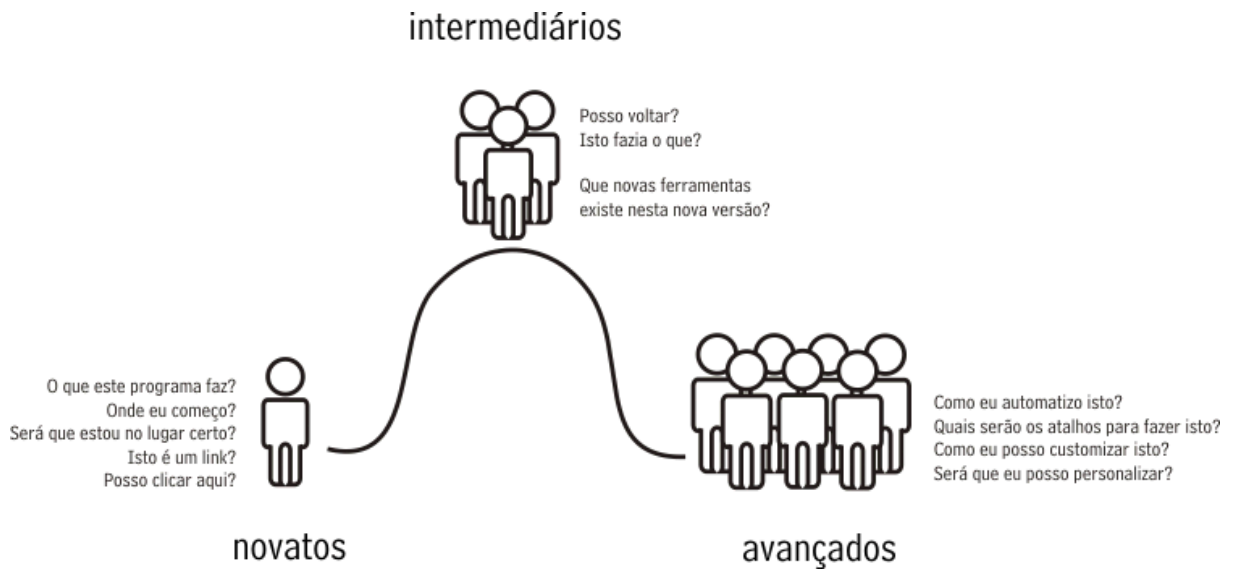 intermediários
Posso voltar?
Isto fazia o que?
Que novas ferramentas
existe nesta nova versão?
O que este programa faz?
Onde eu começo?
Será que estou no lugar certo?
Isto é um link?
Posso clicar aqui?
novatos
Como eu automatizo isto?
Quais serão os atalhos para fazer isto?
Como eu posso customizar isto?
Será que eu posso personalizar?
avançados